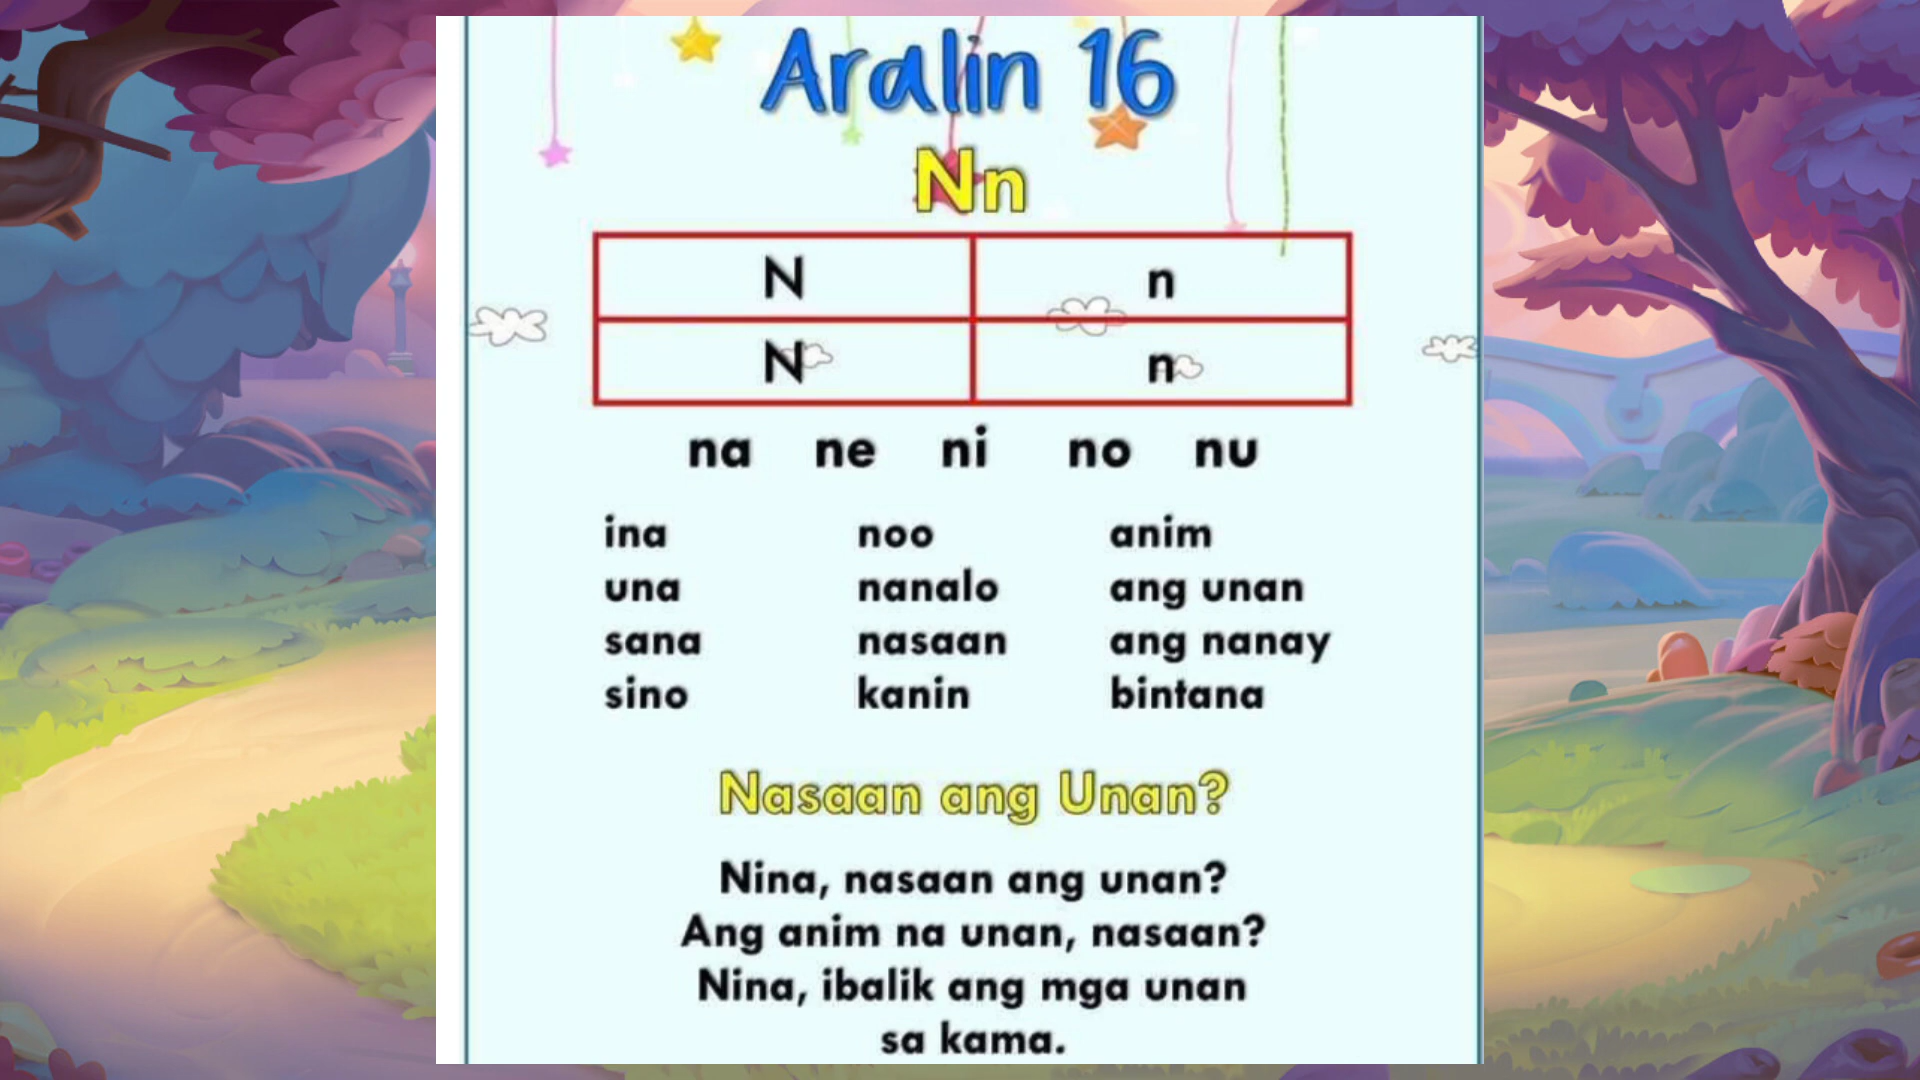 Aralin 16
Nn
N n
N n
na ne ni no nu
ina noo anim
una nanalo ang unan
sana nasaan ang nanay
sino kanin bintana
Nasaan ang Unan?
Nina, nasaan ang unan?
Ang anim na unan, nasaan?
Nina, ibalik ang mga unan
sa kama.